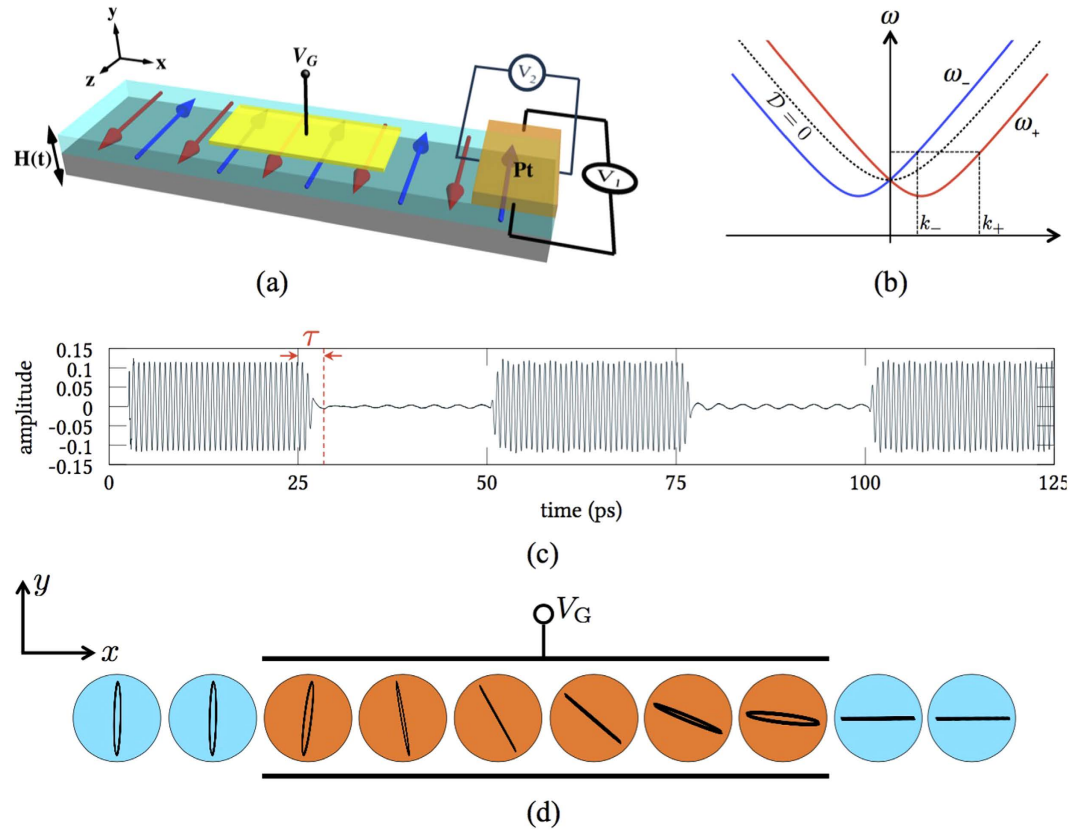 y
x
z
V_G
V_2
H(t)
Pt
V_1
(a)
ω
ω_-
𝒟 = 0
ω_+
k_-
k_+
(b)
τ
amplitude
0.15
0.1
0.05
0
-0.05
-0.1
-0.15
0 25 50 75 100 125
time (ps)
(c)
y
x
V_G
(d)